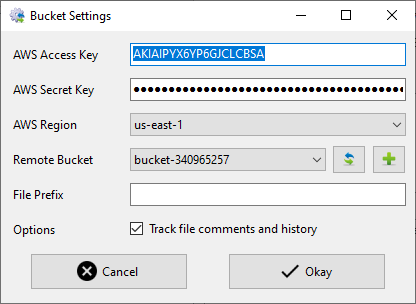 Bucket Settings
AWS Access Key AKIAIPYX6YP6GJCLCBSA
AWS Secret Key ●●●●●●●●●●●●●●●●●●●●●●●●●●●●●●●●●●●●●●
AWS Region us-east-1
Remote Bucket bucket-340965257
File Prefix
Options Track file comments and history
Cancel Okay